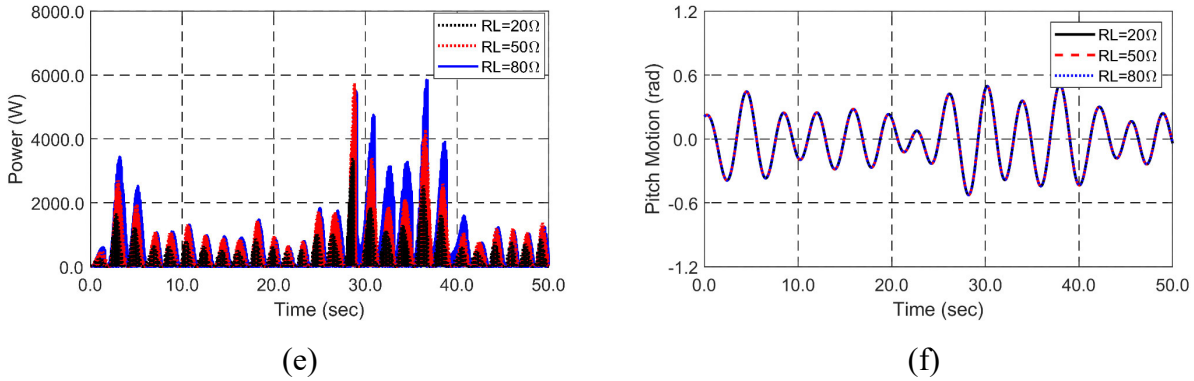 8000.0
6000.0
4000.0
2000.0
0.0
Power (W)
RL=20Ω
RL=50Ω
RL=80Ω
0.0 10.0 20.0 30.0 40.0 50.0
Time (sec)
(e)
1.2
0.6
0.0
-0.6
-1.2
Pitch Motion (rad)
RL=20Ω
RL=50Ω
RL=80Ω
0.0 10.0 20.0 30.0 40.0 50.0
Time (sec)
(f)